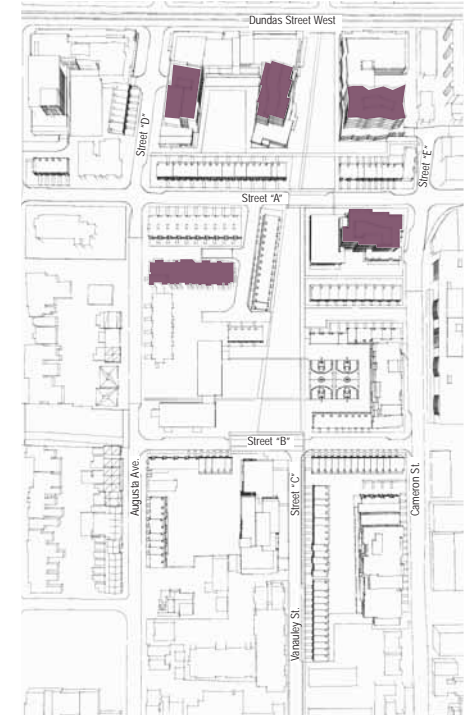 Dundas Street West
Street "D"
Street "E"
Street "A"
Street "B"
Augusta Ave.
Street "C"
Cameron St.
Vanauley St.